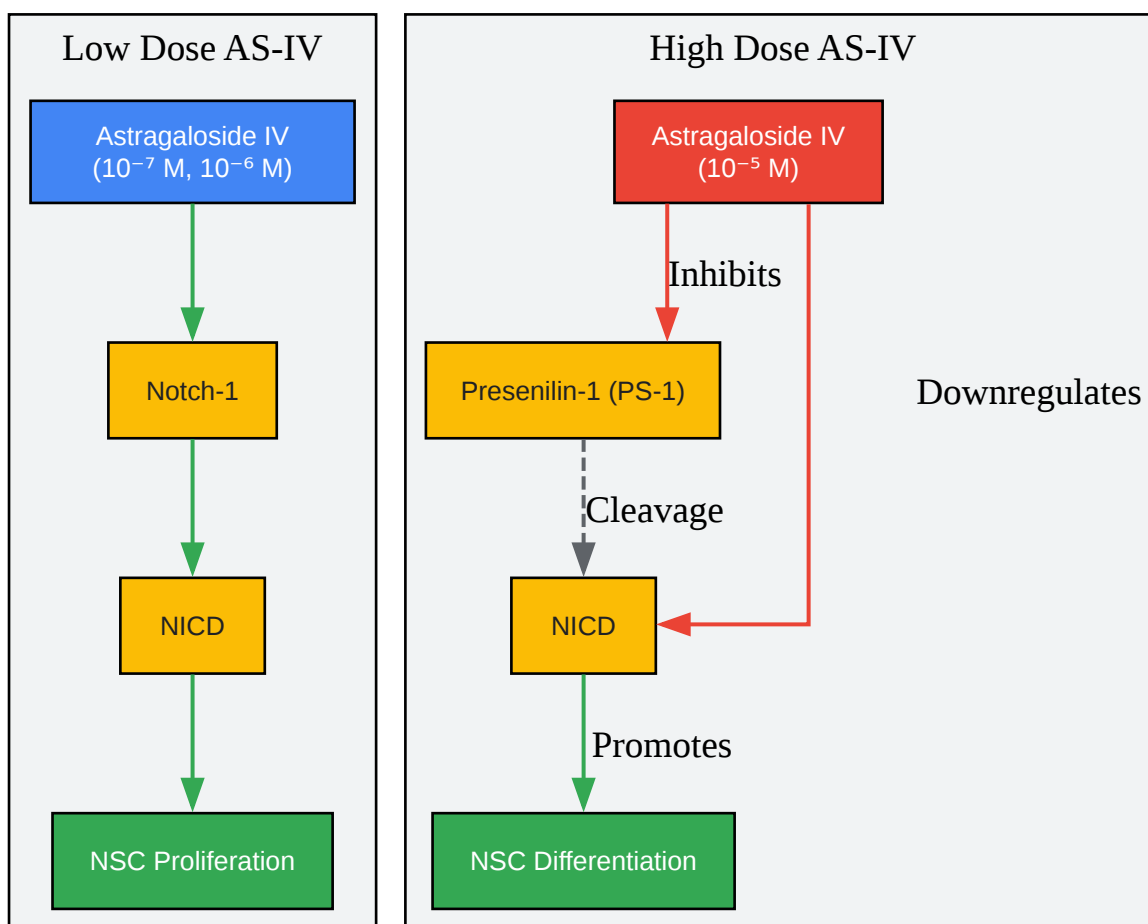 Low Dose AS-IV
Astragaloside IV
(10⁻⁷ M, 10⁻⁶ M)
Notch-1
NICD
NSC Proliferation
High Dose AS-IV
Astragaloside IV
(10⁻⁵ M)
Inhibits
Presenilin-1 (PS-1)
Downregulates
Cleavage
NICD
Promotes
NSC Differentiation